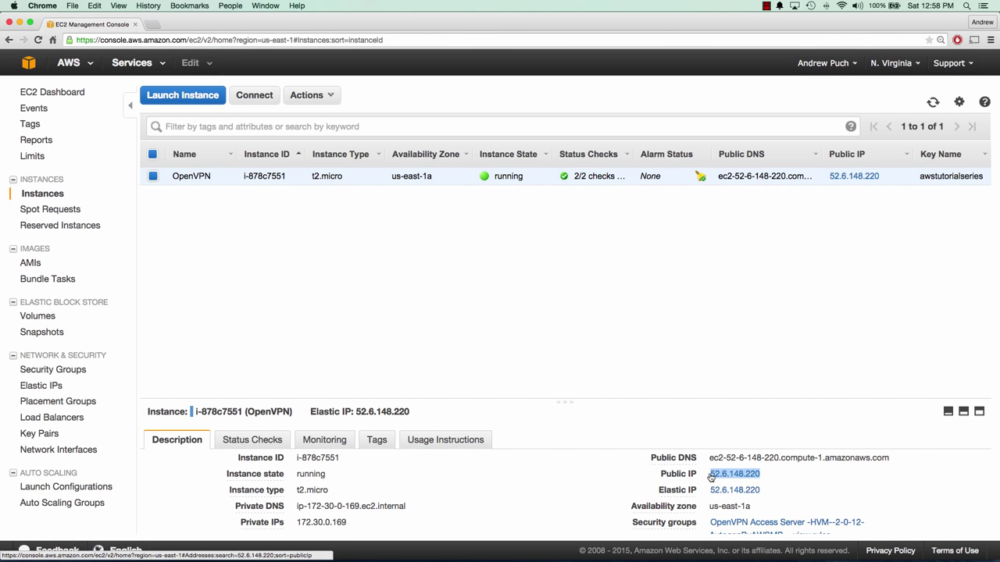 Chrome File Edit View History Bookmarks People Window Help 100% Sat 12:58 PM
EC2 Management Console Andrew
https://console.aws.amazon.com/ec2/v2/home?region=us-east-1#Instances:sort=instanceId
AWS Services Edit Andrew Puch N. Virginia Support
EC2 Dashboard
Events
Tags
Reports
Limits
INSTANCES
Instances
Spot Requests
Reserved Instances
IMAGES
AMIs
Bundle Tasks
ELASTIC BLOCK STORE
Volumes
Snapshots
NETWORK & SECURITY
Security Groups
Elastic IPs
Placement Groups
Load Balancers
Key Pairs
Network Interfaces
AUTO SCALING
Launch Configurations
Auto Scaling Groups
Launch Instance Connect Actions
Filter by tags and attributes or search by keyword 1 to 1 of 1
Name Instance ID Instance Type Availability Zone Instance State Status Checks Alarm Status Public DNS Public IP Key Name
OpenVPN i-878c7551 t2.micro us-east-1a running 2/2 checks ... None ec2-52-6-148-220.com... 52.6.148.220 awstutorialseries
Instance: i-878c7551 (OpenVPN) Elastic IP: 52.6.148.220
Description Status Checks Monitoring Tags Usage Instructions
Instance ID i-878c7551 Public DNS ec2-52-6-148-220.compute-1.amazonaws.com
Instance state running Public IP 52.6.148.220
Instance type t2.micro Elastic IP 52.6.148.220
Private DNS ip-172-30-0-169.ec2.internal Availability zone us-east-1a
Private IPs 172.30.0.169 Security groups OpenVPN Access Server -HVM--2-0-12-
Feedback English © 2008 - 2015, Amazon Web Services, Inc. or its affiliates. All rights reserved. Privacy Policy Terms of Use
https://console.aws.amazon.com/ec2/v2/home?region=us-east-1#Addresses:search=52.6.148.220;sort=publicIp